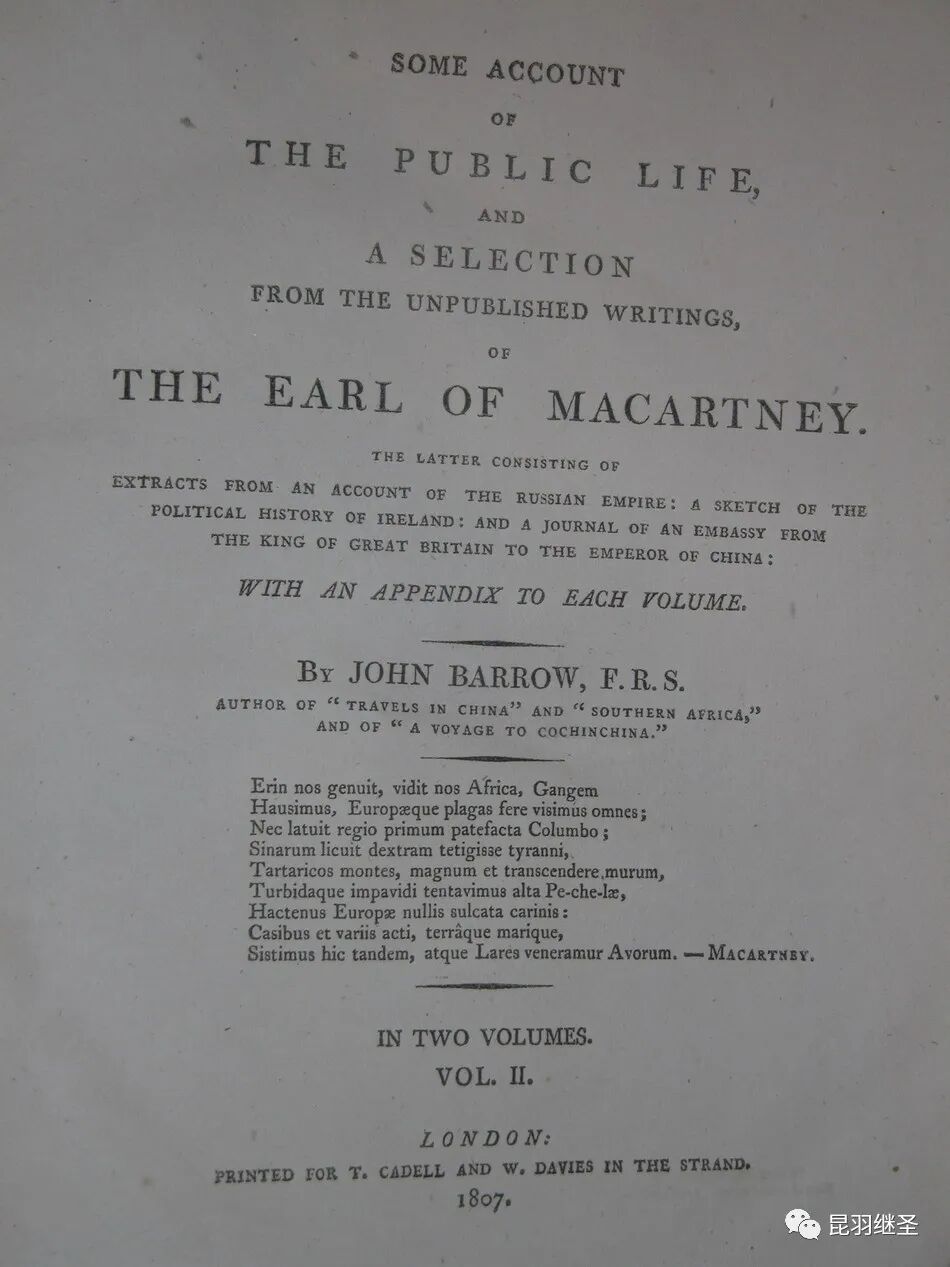 SOME ACCOUNT
OF
THE PUBLIC LIFE,
AND
A SELECTION
FROM THE UNPUBLISHED WRITINGS,
OF
THE EARL OF MACARTNEY.
THE LATTER CONSISTING OF
EXTRACTS FROM AN ACCOUNT OF THE RUSSIAN EMPIRE: A SKETCH OF THE
POLITICAL HISTORY OF IRELAND: AND A JOURNAL OF AN EMBASSY FROM
THE KING OF GREAT BRITAIN TO THE EMPEROR OF CHINA:
WITH AN APPENDIX TO EACH VOLUME.
By JOHN BARROW, F.R.S.
AUTHOR OF “TRAVELS IN CHINA” AND “SOUTHERN AFRICA,”
AND OF “A VOYAGE TO COCHINCHINA.”
Erin nos genuit, vidit nos Africa, Gangem
Hausimus, Europæque plagas fere visimus omnes;
Nec latuit regio primum patefacta Columbo;
Sinarum licuit dextram tetigisse tyranni,
Tartaricos montes, magnum et transcendere murum,
Turbidaque impavidi tentavimus alta Pe-che-læ,
Hactenus Europæ nullis sulcata carinis:
Casibus et variis acti, terrâque marique,
Sistimus hic tandem, atque Lares veneramur Avorum. — MACARTNEY.
IN TWO VOLUMES.
VOL. II.
LONDON:
PRINTED FOR T. CADELL AND W. DAVIES IN THE STRAND.
1807.
昆羽继圣